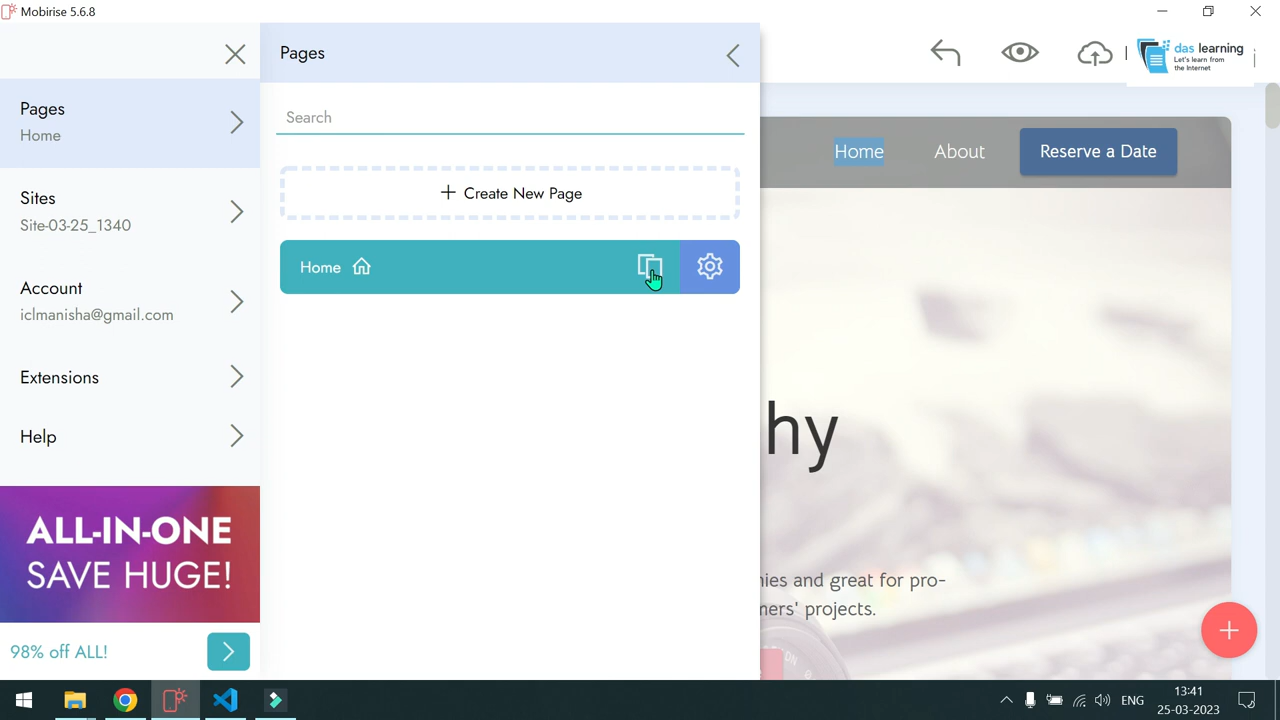 Mobirise 5.6.8
Pages
Home
Sites
Site-03-25_1340
Account
iclmanisha@gmail.com
Extensions
Help
ALL-IN-ONE
SAVE HUGE!
98% off ALL!
Pages
Search
+ Create New Page
Home
das learning
Let's learn from
the Internet
Home
About
Reserve a Date
hy
nies and great for pro-
ners' projects.
ENG
13:41
25-03-2023